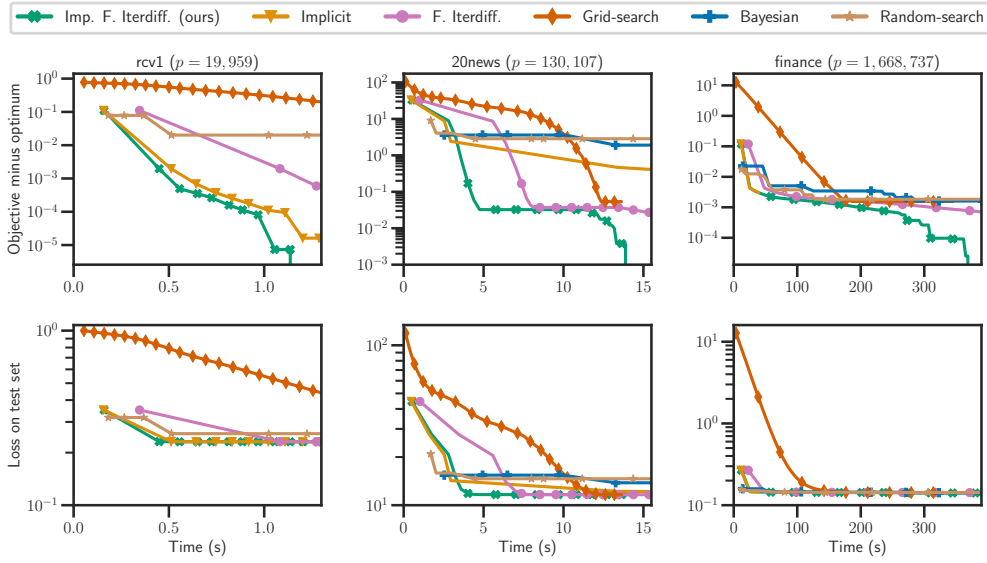 Imp. F. Iterdiff. (ours) Implicit F. Iterdiff. Grid-search Bayesian Random-search
rcv1 (p = 19, 959) 20news (p = 130, 107) finance (p = 1, 668, 737)
Objective minus optimum
10^0
10^-1
10^-2
10^-3
10^-4
10^-5
0.0 0.5 1.0
10^2
10^1
10^0
10^-1
10^-2
10^-3
0 5 10 15
10^1
10^0
10^-1
10^-2
10^-3
10^-4
0 100 200 300
Loss on test set
10^0
10^-1
0.0 0.5 1.0
Time (s)
10^2
10^1
0 5 10 15
Time (s)
10^1
10^0
10^-1
0 100 200 300
Time (s)